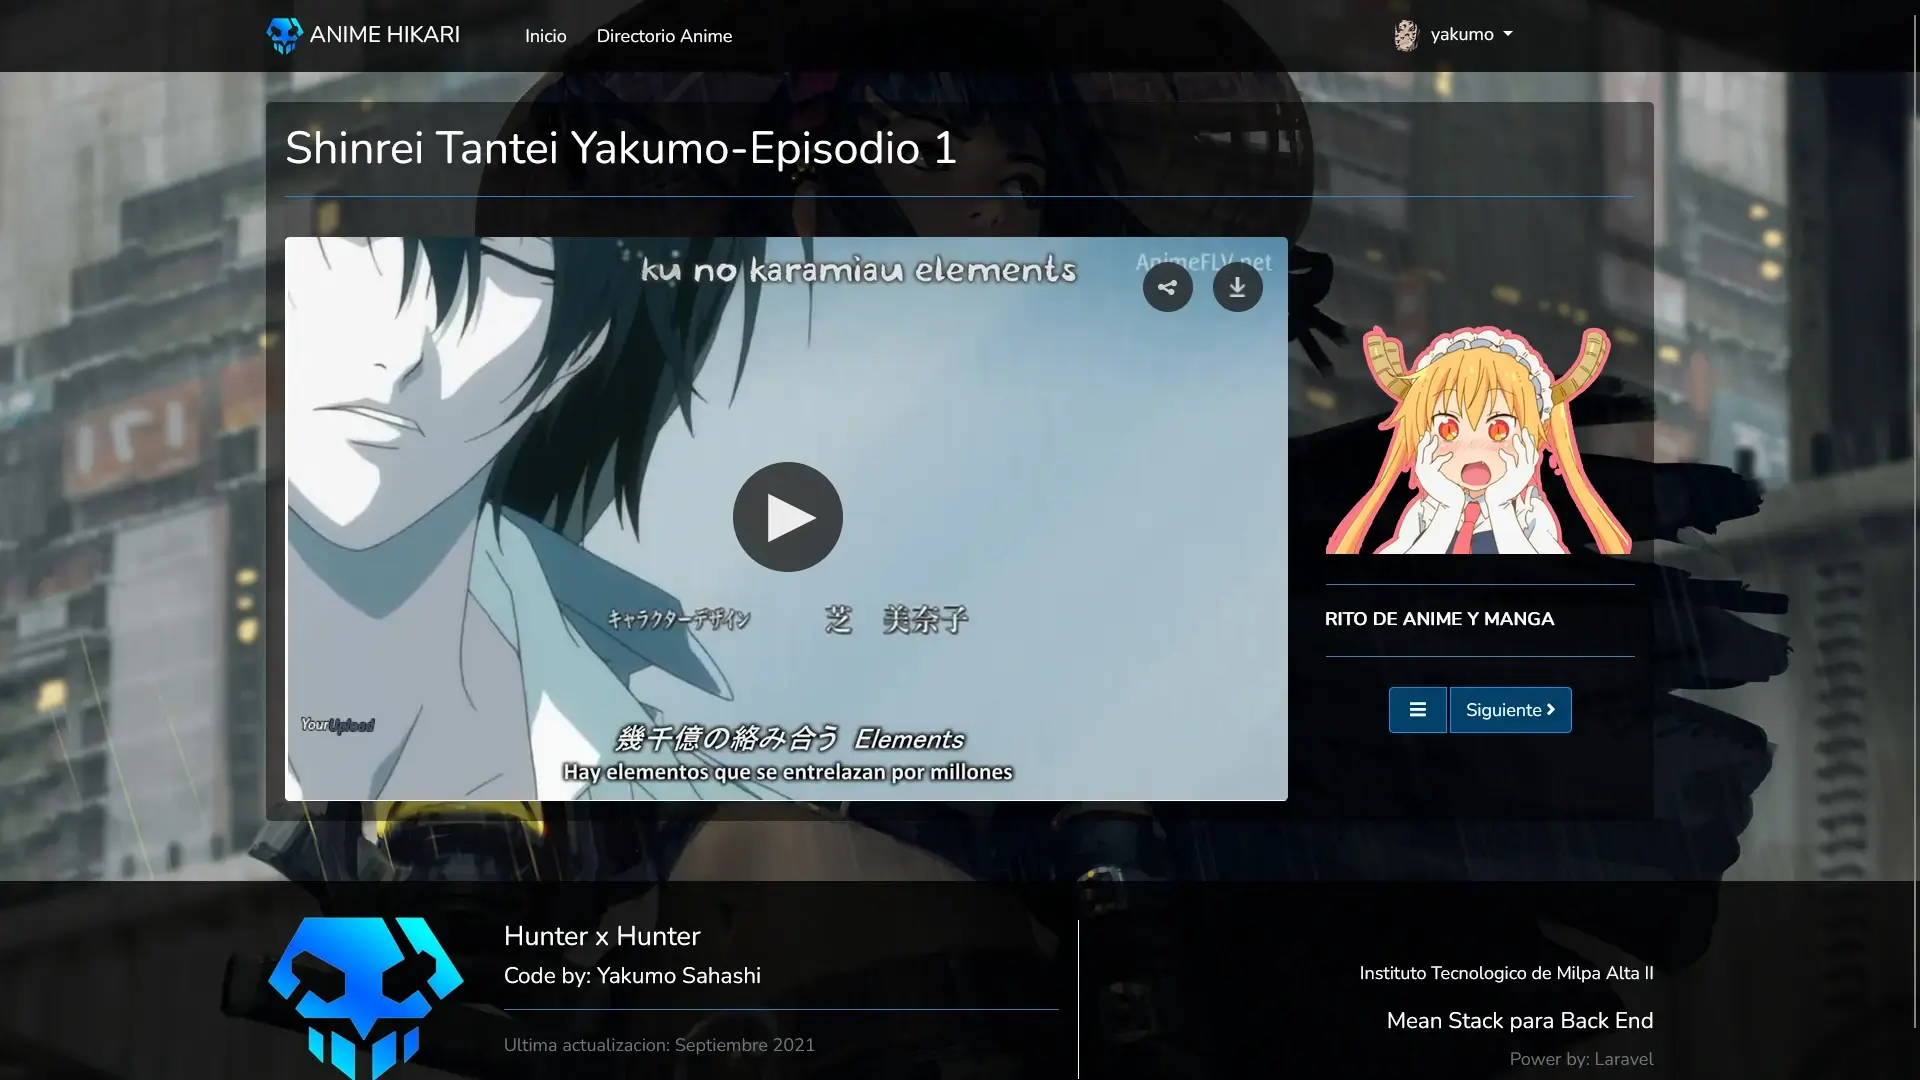 ANIME HIKARI
Inicio
Directorio Anime
yakumo
Shinrei Tantei Yakumo-Episodio 1
ku no karamiau elements
AnimeFLV.net
キャラクターデザイン 芝 美奈子
YourUpload
幾千億の絡み合う Elements
Hay elementos que se entrelazan por millones
RITO DE ANIME Y MANGA
Siguiente
171
Hunter x Hunter
Code by: Yakumo Sahashi
Ultima actualizacion: Septiembre 2021
Instituto Tecnologico de Milpa Alta II
Mean Stack para Back End
Power by: Laravel